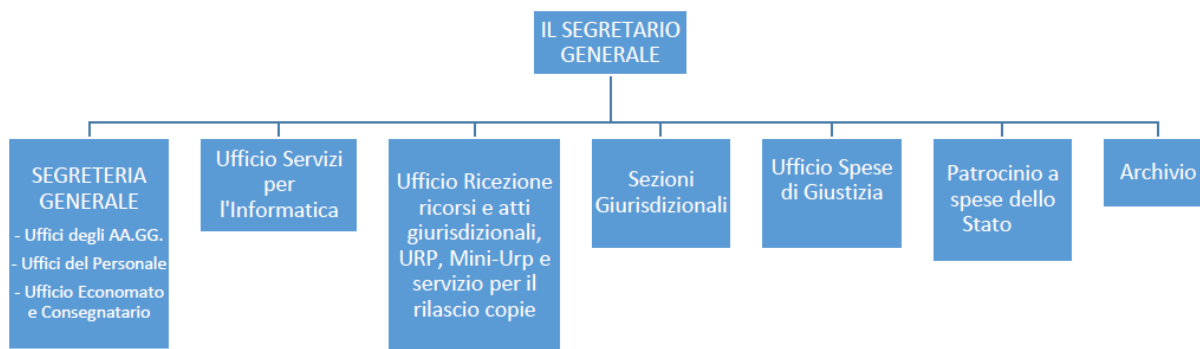 IL SEGRETARIO
GENERALE
SEGRETERIA
GENERALE
- Uffici degli AA.GG.
- Uffici del Personale
- Ufficio Economato
e Consegnatario
Ufficio Servizi
per
l'Informatica
Ufficio Ricezione
ricorsi e atti
giurisdizionali,
URP, Mini-Urp e
servizio per il
rilascio copie
Sezioni
Giurisdizionali
Ufficio Spese
di Giustizia
Patrocinio a
spese dello
Stato
Archivio